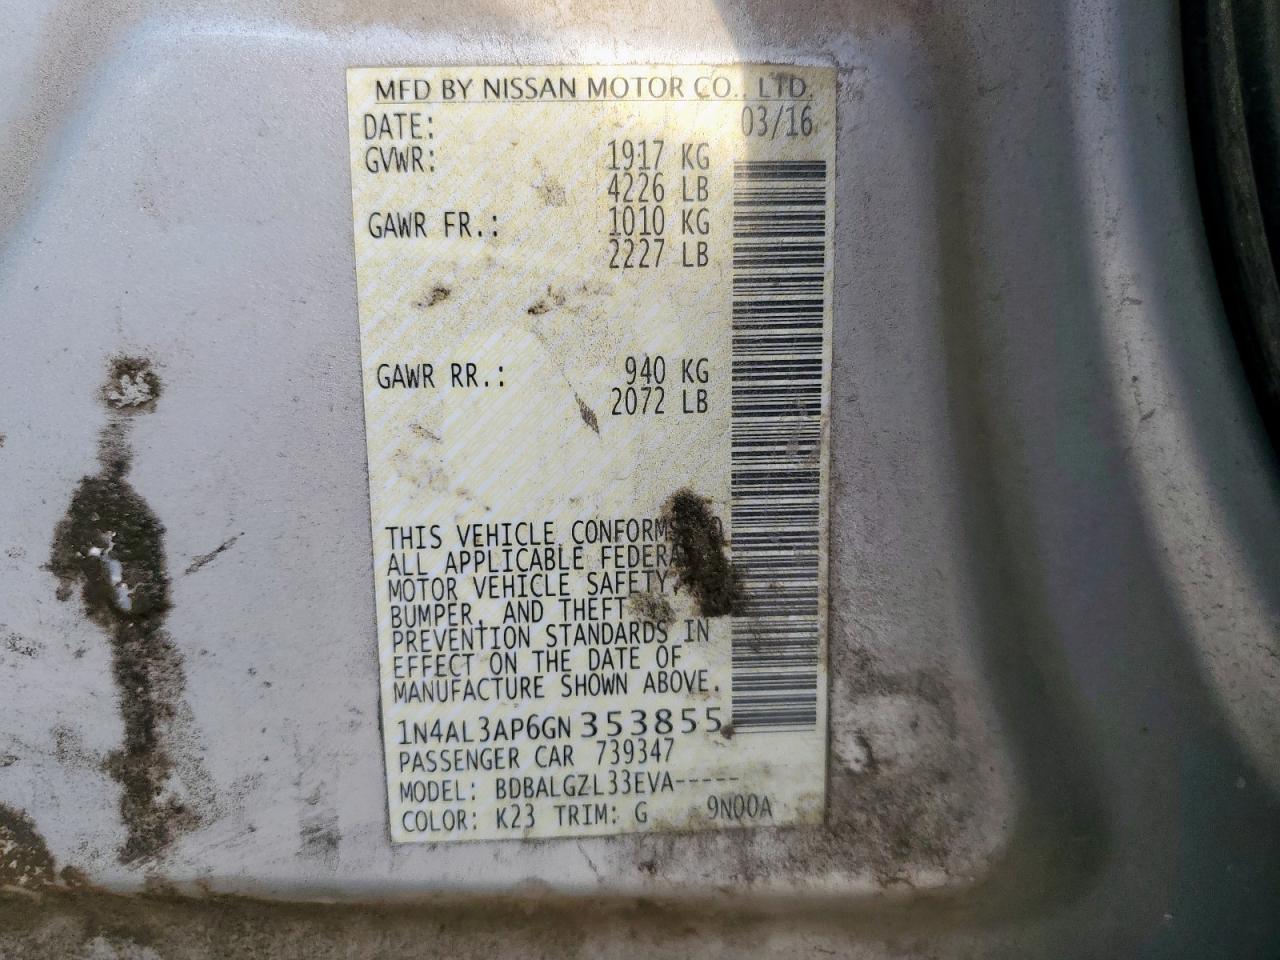 MFD BY NISSAN MOTOR CO., LTD.
DATE: 03/16
GVWR: 1917 KG
4226 LB
GAWR FR.: 1010 KG
2227 LB
GAWR RR.: 940 KG
2072 LB
THIS VEHICLE CONFORMS TO
ALL APPLICABLE FEDERAL
MOTOR VEHICLE SAFETY,
BUMPER, AND THEFT
PREVENTION STANDARDS IN
EFFECT ON THE DATE OF
MANUFACTURE SHOWN ABOVE.
1N4AL3AP6GN353855
PASSENGER CAR 739347
MODEL: BDBALGZL33EVA-----
COLOR: K23 TRIM: G 9N00A